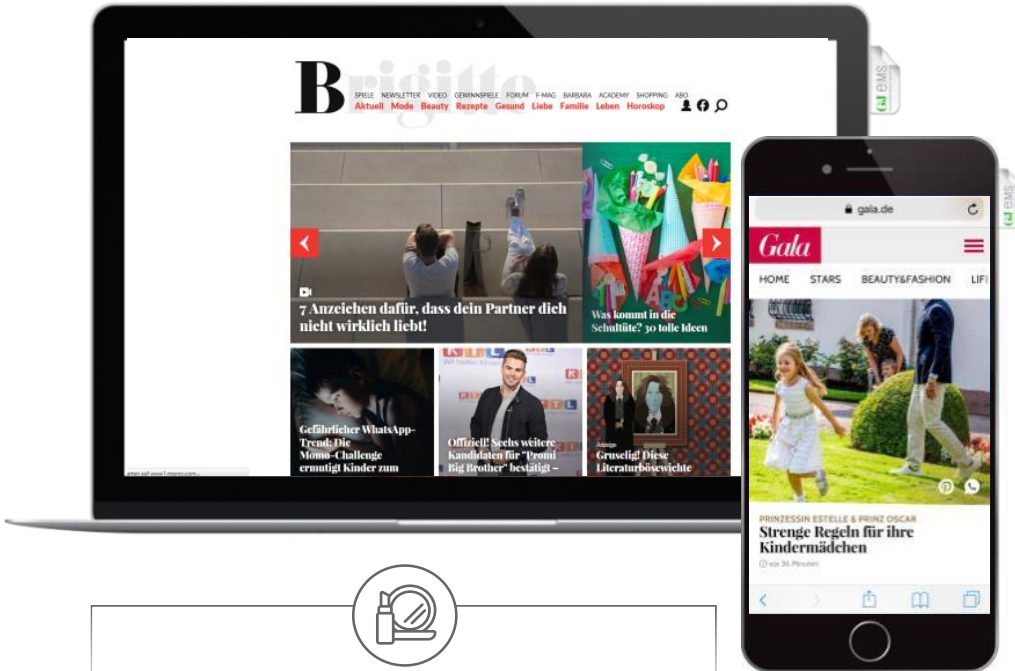 Brigitte
SPIELE NEWSLETTER VIDEO GEWINNSPIELE FORUM F-MAG BARBARA ACADEMY SHOPPING ABO
Aktuell Mode Beauty Rezepte Gesund Liebe Familie Leben Horoskop
7 Anzeichen dafür, dass dein Partner dich
nicht wirklich liebt!
Was kommt in die
Schultüte? 30 tolle Ideen
Gefährlicher WhatsApp-
Trend: Die
Momo-Challenge
ermutigt Kinder zum
Offiziell! Sechs weitere
Kandidaten für "Promi
Big Brother" bestätigt –
Anzeige
Gruselig! Diese
Literaturbösewichte
G+J e|MS
gala.de
Gala
HOME STARS BEAUTY&FASHION LIF
PRINZESSIN ESTELLE & PRINZ OSCAR
Strenge Regeln für ihre
Kindermädchen
vor 36 Minuten
G+J e|MS